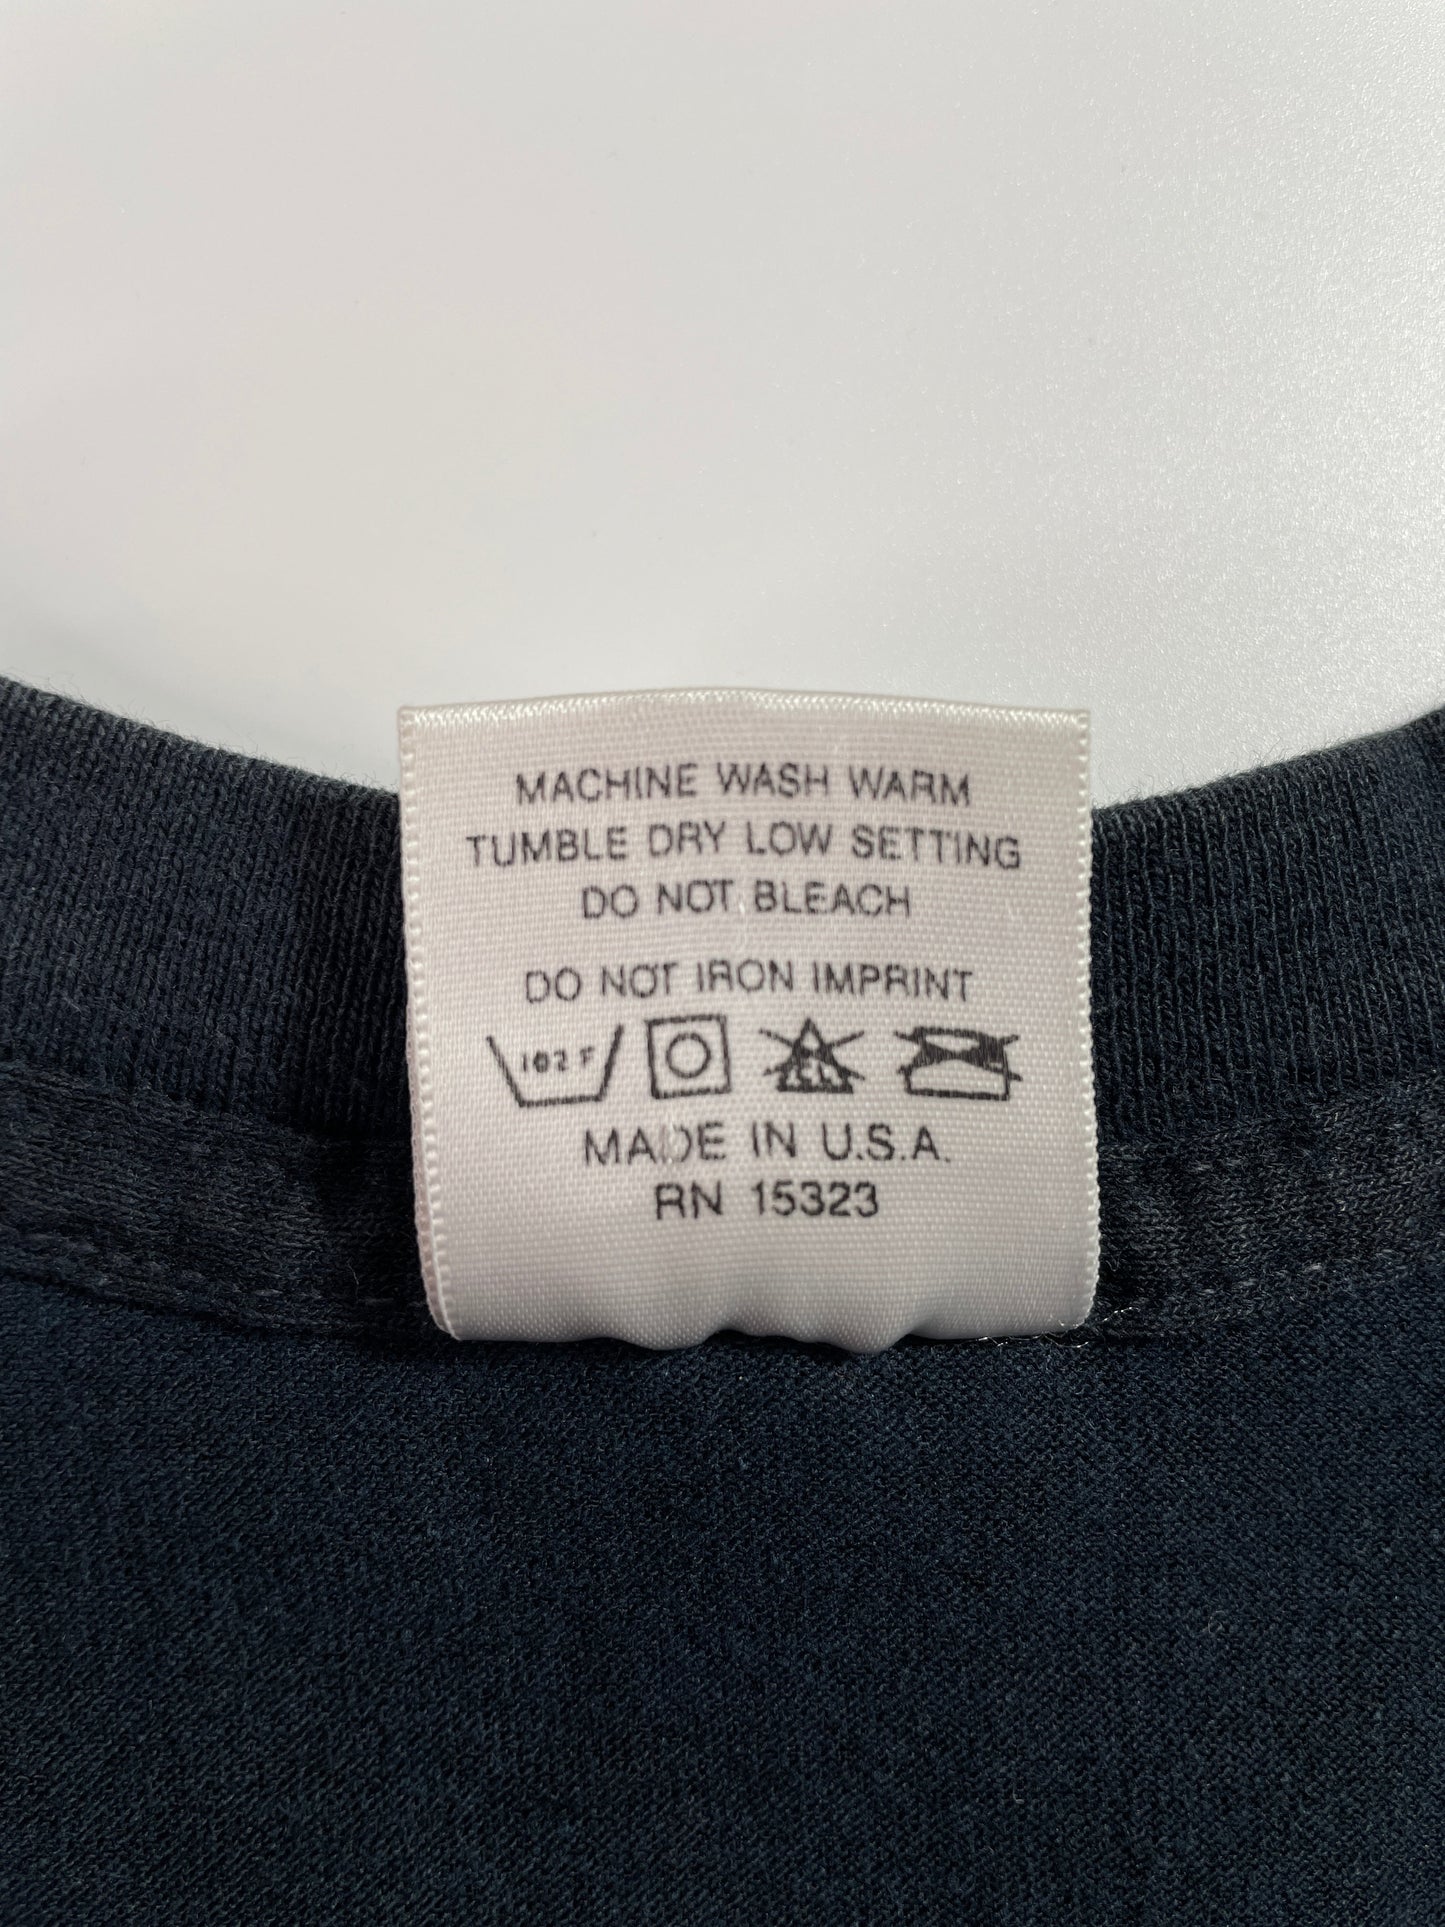 MACHINE WASH WARM
TUMBLE DRY LOW SETTING
DO NOT BLEACH
DO NOT IRON IMPRINT
102 F
MADE IN U.S.A.
RN 15323